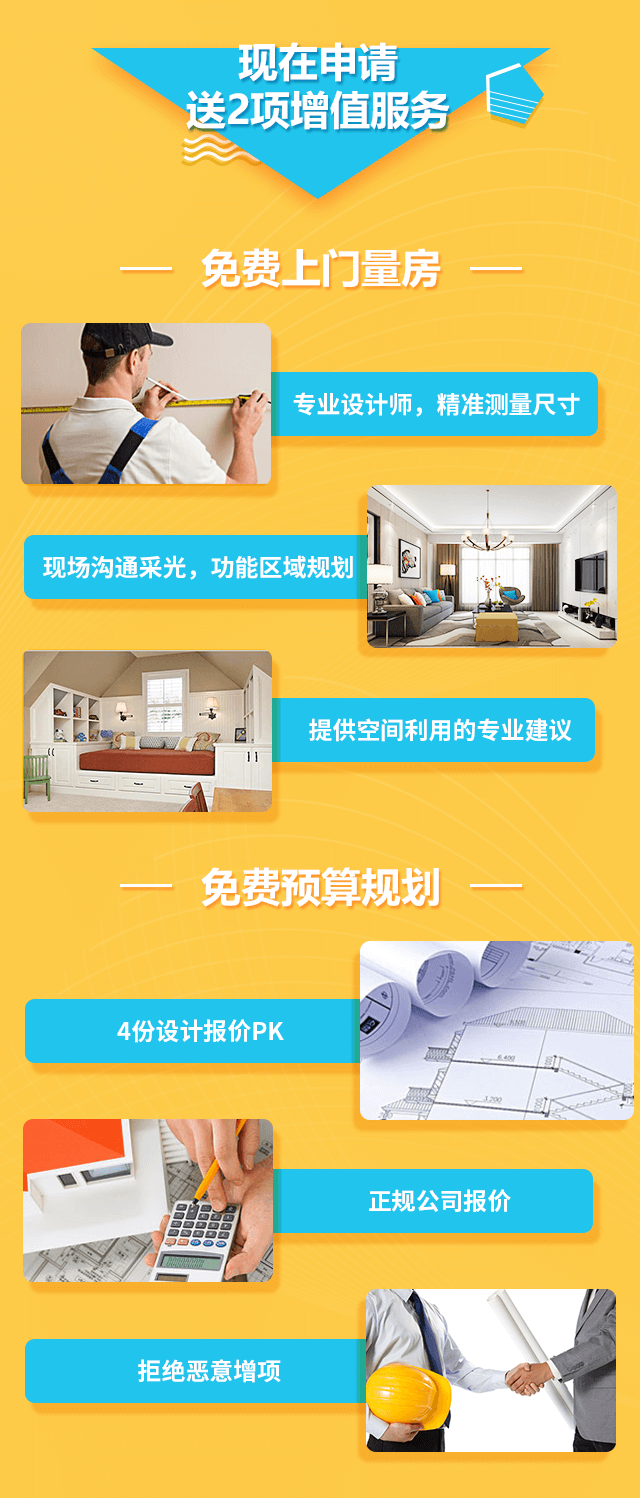 现在申请
送2项增值服务
免费上门量房
专业设计师，精准测量尺寸
现场沟通采光，功能区域规划
提供空间利用的专业建议
免费预算规划
4份设计报价PK
正规公司报价
拒绝恶意增项